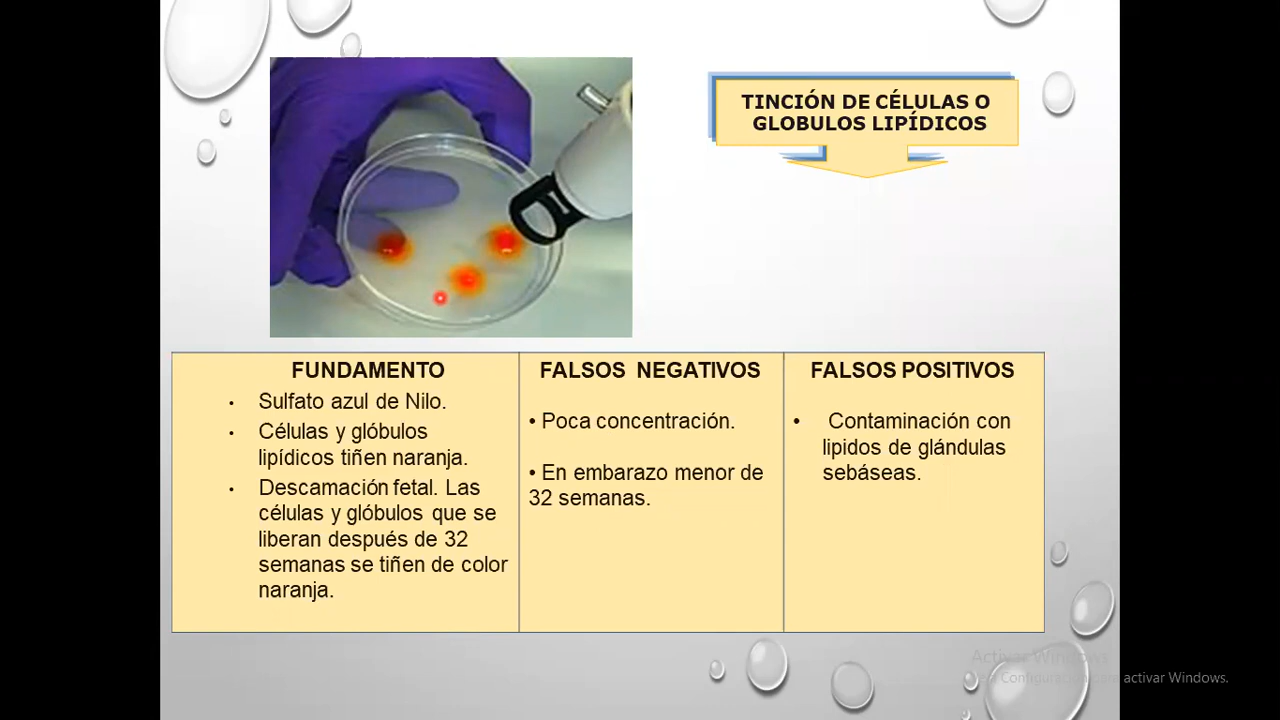 TINCIÓN DE CÉLULAS O
GLOBULOS LIPÍDICOS
FUNDAMENTO
• Sulfato azul de Nilo.
• Células y glóbulos
lipídicos tiñen naranja.
• Descamación fetal. Las
células y glóbulos que se
liberan después de 32
semanas se tiñen de color
naranja.
FALSOS NEGATIVOS
• Poca concentración.
• En embarazo menor de
32 semanas.
FALSOS POSITIVOS
• Contaminación con
lipidos de glándulas
sebáseas.
Activar Windows
Configuración para activar Windows.